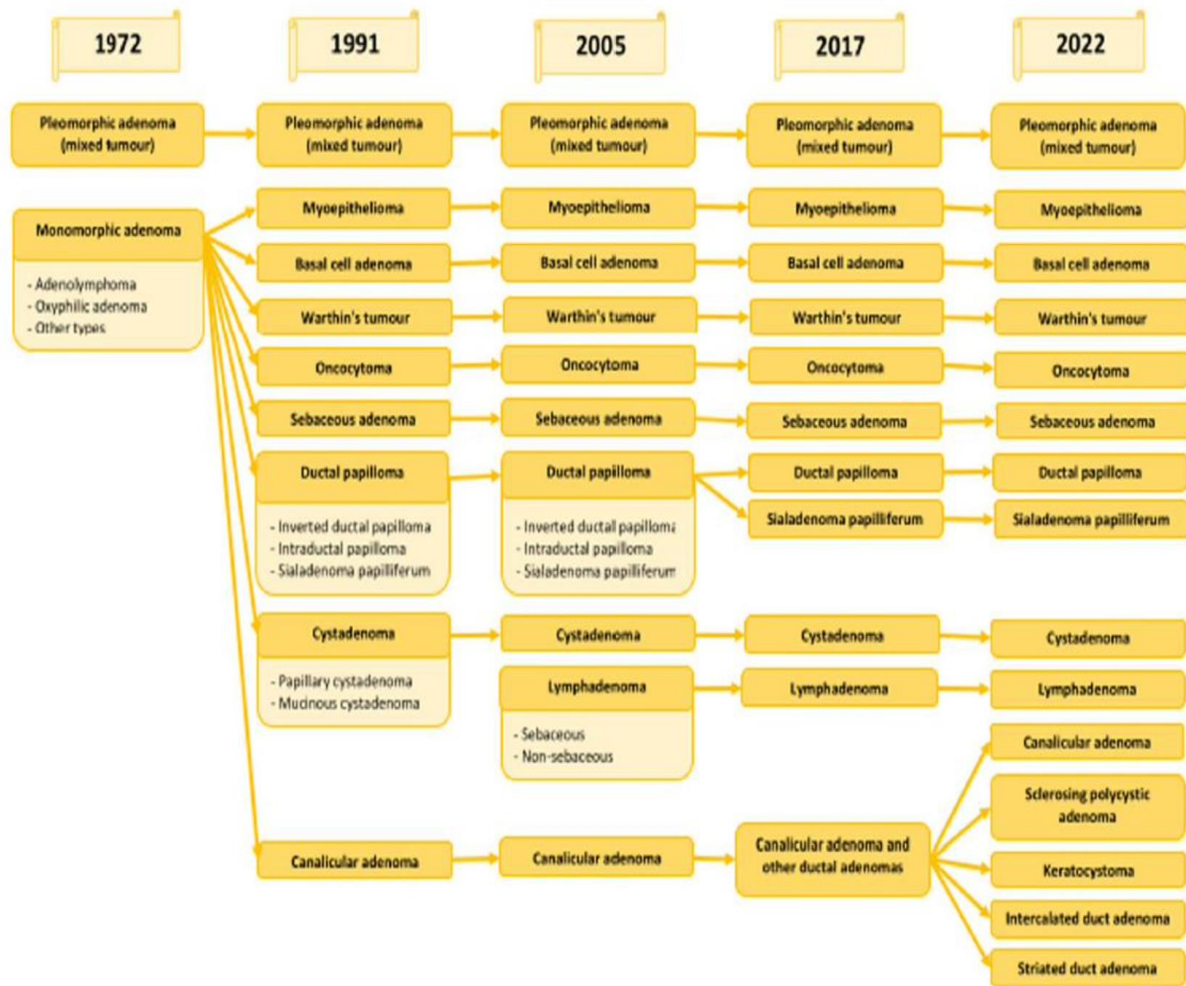 1972
1991
2005
2017
2022
Pleomorphic adenoma
(mixed tumour)
Pleomorphic adenoma
(mixed tumour)
Pleomorphic adenoma
(mixed tumour)
Pleomorphic adenoma
(mixed tumour)
Pleomorphic adenoma
(mixed tumour)
Monomorphic adenoma
- Adenolymphoma
- Oxyphilic adenoma
- Other types
Myoepithelioma
Myoepithelioma
Myoepithelioma
Myoepithelioma
Basal cell adenoma
Basal cell adenoma
Basal cell adenoma
Basal cell adenoma
Warthin's tumour
Warthin's tumour
Warthin's tumour
Warthin's tumour
Oncocytoma
Oncocytoma
Oncocytoma
Oncocytoma
Sebaceous adenoma
Sebaceous adenoma
Sebaceous adenoma
Sebaceous adenoma
Ductal papilloma
- Inverted ductal papilloma
- Intraductal papilloma
- Sialadenoma papilliferum
Ductal papilloma
- Inverted ductal papilloma
- Intraductal papilloma
- Sialadenoma papilliferum
Ductal papilloma
Ductal papilloma
Sialadenoma papilliferum
Sialadenoma papilliferum
Cystadenoma
- Papillary cystadenoma
- Mucinous cystadenoma
Cystadenoma
Cystadenoma
Cystadenoma
Lymphadenoma
- Sebaceous
- Non-sebaceous
Lymphadenoma
Lymphadenoma
Canalicular adenoma
Canalicular adenoma
Canalicular adenoma and
other ductal adenomas
Canalicular adenoma
Sclerosing polycystic
adenoma
Keratocystoma
Intercalated duct adenoma
Striated duct adenoma